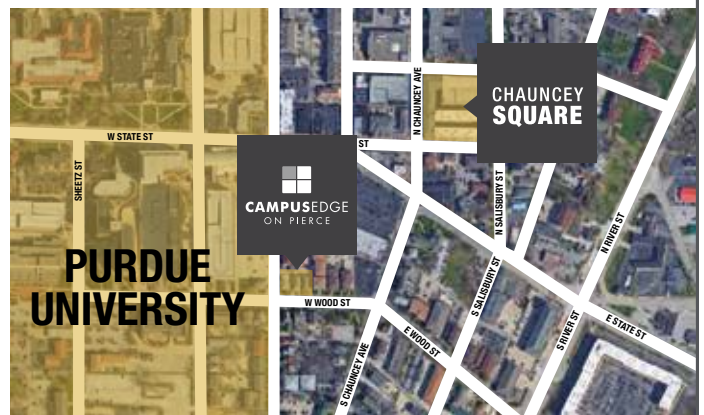 N CHAUNCEY AVE
CHAUNCEY
SQUARE
W STATE ST
ST
SHEETZ ST
CAMPUSEDGE
ON PIERCE
N SALISBURY ST
N RIVER ST
PURDUE
UNIVERSITY
W WOOD ST
S SALISBURY ST
E STATE ST
S RIVER ST
E WOOD ST
S CHAUNCEY AVE